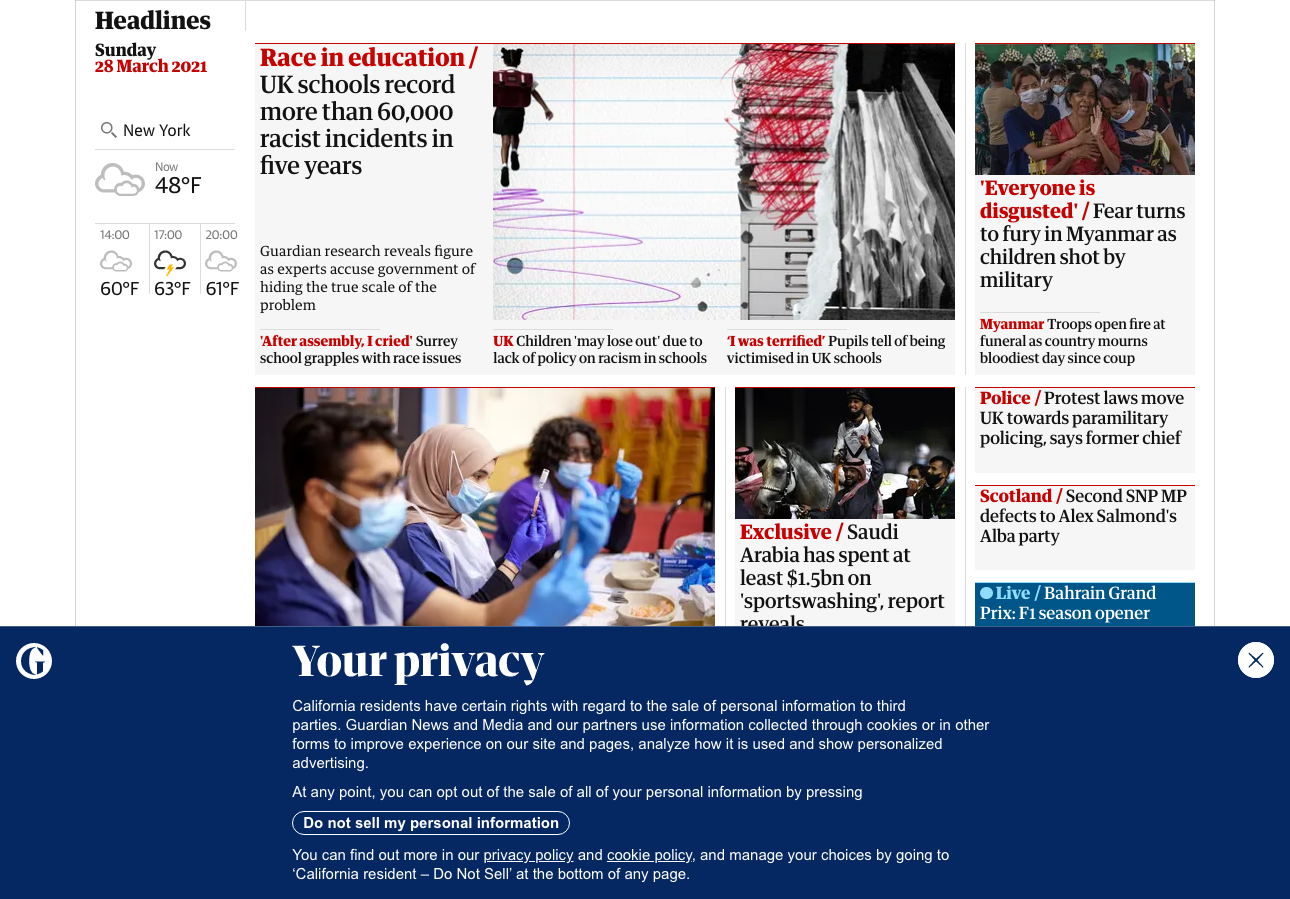 Headlines
Sunday
28 March 2021
New York
Now
48°F
14:00
60°F
17:00
63°F
20:00
61°F
Race in education /
UK schools record
more than 60,000
racist incidents in
five years
Guardian research reveals figure
as experts accuse government of
hiding the true scale of the
problem
'After assembly, I cried' Surrey
school grapples with race issues
UK Children 'may lose out' due to
lack of policy on racism in schools
'I was terrified' Pupils tell of being
victimised in UK schools
'Everyone is
disgusted' / Fear turns
to fury in Myanmar as
children shot by
military
Myanmar Troops open fire at
funeral as country mourns
bloodiest day since coup
Exclusive / Saudi
Arabia has spent at
least $1.5bn on
'sportswashing', report
reveals
Police / Protest laws move
UK towards paramilitary
policing, says former chief
Scotland / Second SNP MP
defects to Alex Salmond's
Alba party
Live / Bahrain Grand
Prix: F1 season opener
Your privacy
California residents have certain rights with regard to the sale of personal information to third
parties. Guardian News and Media and our partners use information collected through cookies or in other
forms to improve experience on our site and pages, analyze how it is used and show personalized
advertising.
At any point, you can opt out of the sale of all of your personal information by pressing
Do not sell my personal information
You can find out more in our privacy policy and cookie policy, and manage your choices by going to
‘California resident – Do Not Sell’ at the bottom of any page.